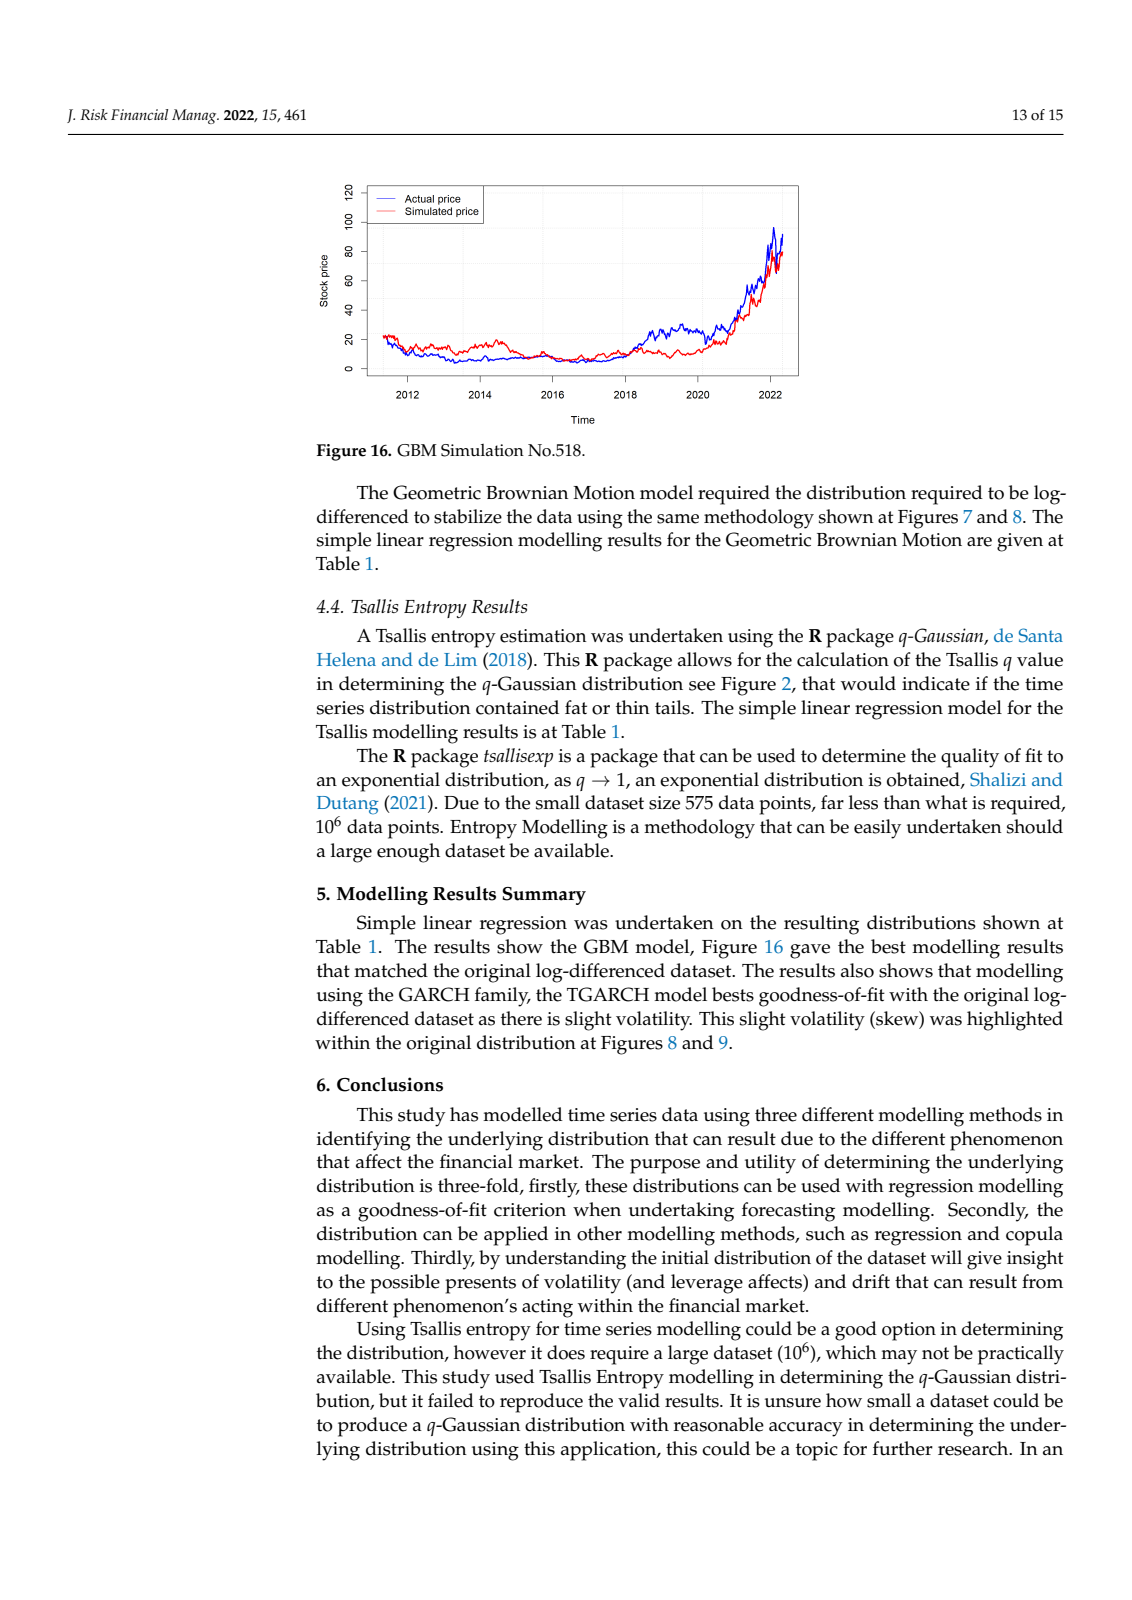 J. Risk Financial Manag. 2022, 15, 461
13 of 15
Actual price
Simulated price
Stock price
0
20
40
60
80
100
120
2012
2014
2016
2018
2020
2022
Time
Figure 16. GBM Simulation No.518.
The Geometric Brownian Motion model required the distribution required to be log-
differenced to stabilize the data using the same methodology shown at Figures 7 and 8. The
simple linear regression modelling results for the Geometric Brownian Motion are given at
Table 1.
4.4. Tsallis Entropy Results
A Tsallis entropy estimation was undertaken using the R package q-Gaussian, de Santa
Helena and de Lim (2018). This R package allows for the calculation of the Tsallis q value
in determining the q-Gaussian distribution see Figure 2, that would indicate if the time
series distribution contained fat or thin tails. The simple linear regression model for the
Tsallis modelling results is at Table 1.
The R package tsallisexp is a package that can be used to determine the quality of fit to
an exponential distribution, as q → 1, an exponential distribution is obtained, Shalizi and
Dutang (2021). Due to the small dataset size 575 data points, far less than what is required,
10⁶ data points. Entropy Modelling is a methodology that can be easily undertaken should
a large enough dataset be available.
5. Modelling Results Summary
Simple linear regression was undertaken on the resulting distributions shown at
Table 1. The results show the GBM model, Figure 16 gave the best modelling results
that matched the original log-differenced dataset. The results also shows that modelling
using the GARCH family, the TGARCH model bests goodness-of-fit with the original log-
differenced dataset as there is slight volatility. This slight volatility (skew) was highlighted
within the original distribution at Figures 8 and 9.
6. Conclusions
This study has modelled time series data using three different modelling methods in
identifying the underlying distribution that can result due to the different phenomenon
that affect the financial market. The purpose and utility of determining the underlying
distribution is three-fold, firstly, these distributions can be used with regression modelling
as a goodness-of-fit criterion when undertaking forecasting modelling. Secondly, the
distribution can be applied in other modelling methods, such as regression and copula
modelling. Thirdly, by understanding the initial distribution of the dataset will give insight
to the possible presents of volatility (and leverage affects) and drift that can result from
different phenomenon's acting within the financial market.
Using Tsallis entropy for time series modelling could be a good option in determining
the distribution, however it does require a large dataset (10⁶), which may not be practically
available. This study used Tsallis Entropy modelling in determining the q-Gaussian distri-
bution, but it failed to reproduce the valid results. It is unsure how small a dataset could be
to produce a q-Gaussian distribution with reasonable accuracy in determining the under-
lying distribution using this application, this could be a topic for further research. In an